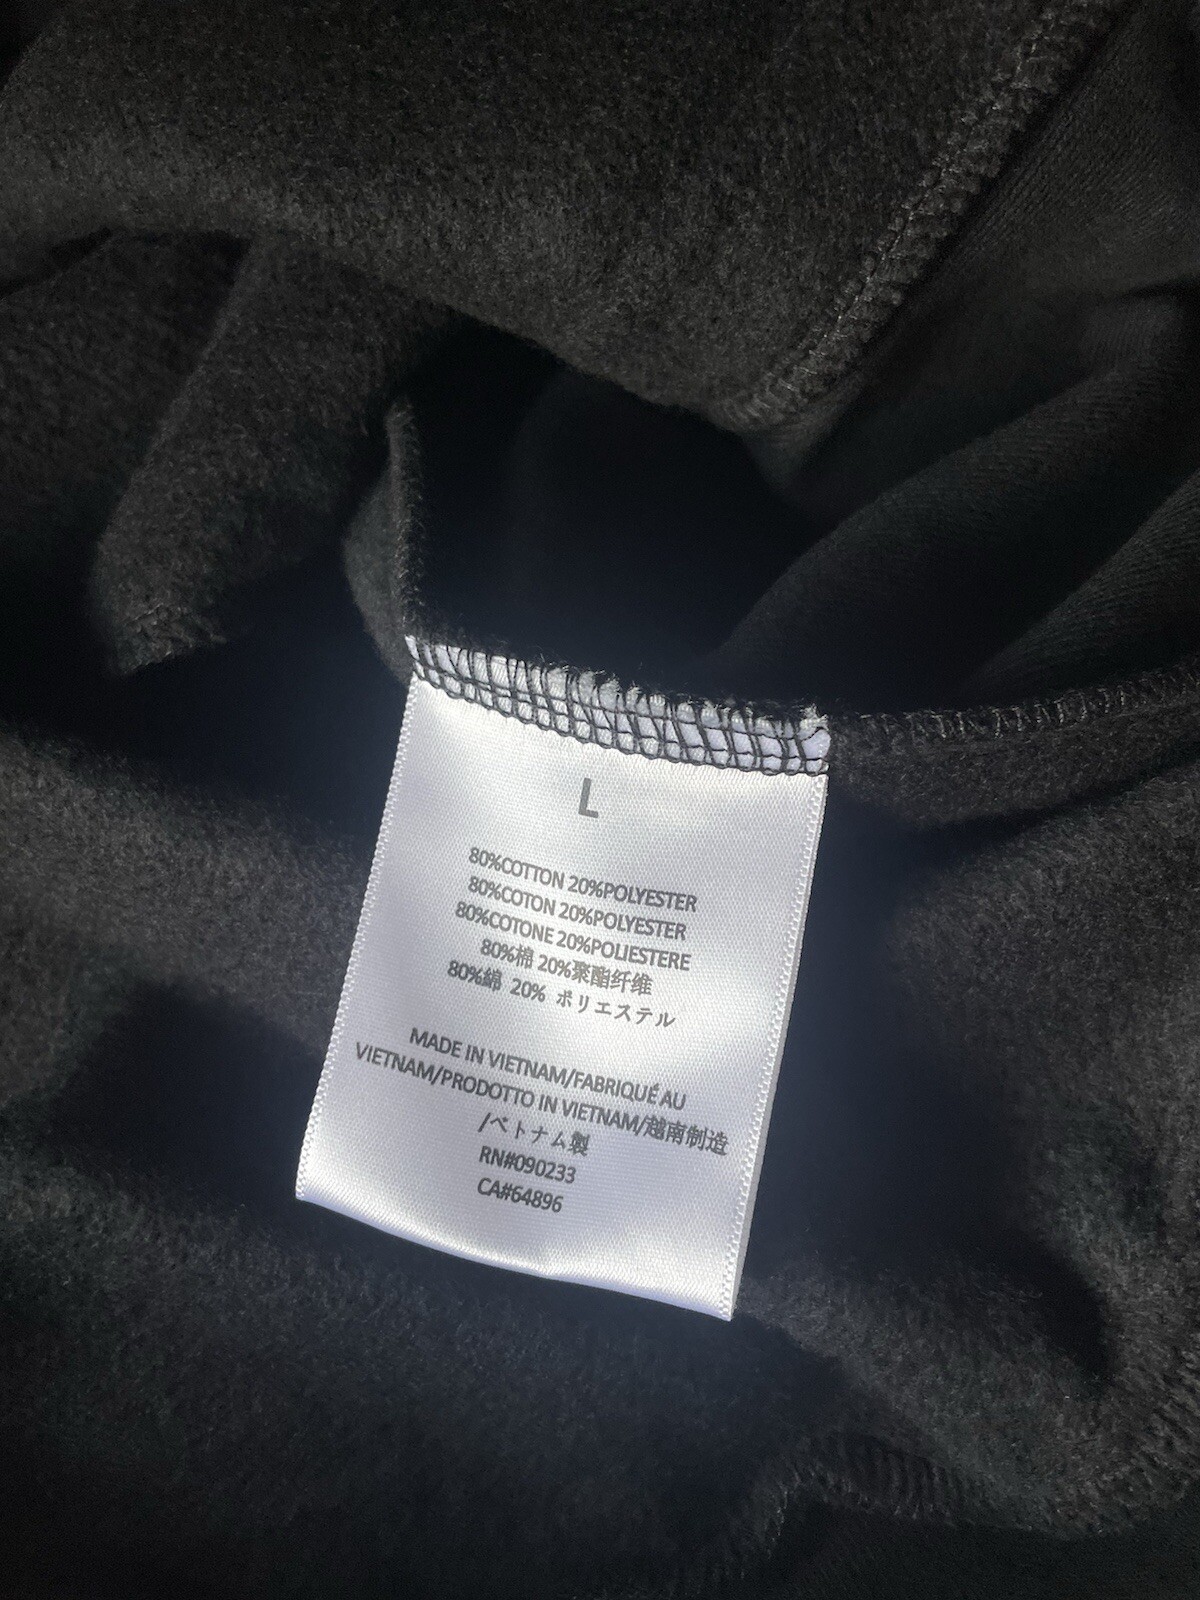 L
80%COTTON 20%POLYESTER
80%COTON 20%POLYESTER
80%COTONE 20%POLIESTERE
80%棉 20%聚酯纤维
80%綿 20% ポリエステル
MADE IN VIETNAM/FABRIQUÉ AU
VIETNAM/PRODOTTO IN VIETNAM/越南制造
/ベトナム製
RN#090233
CA#64896